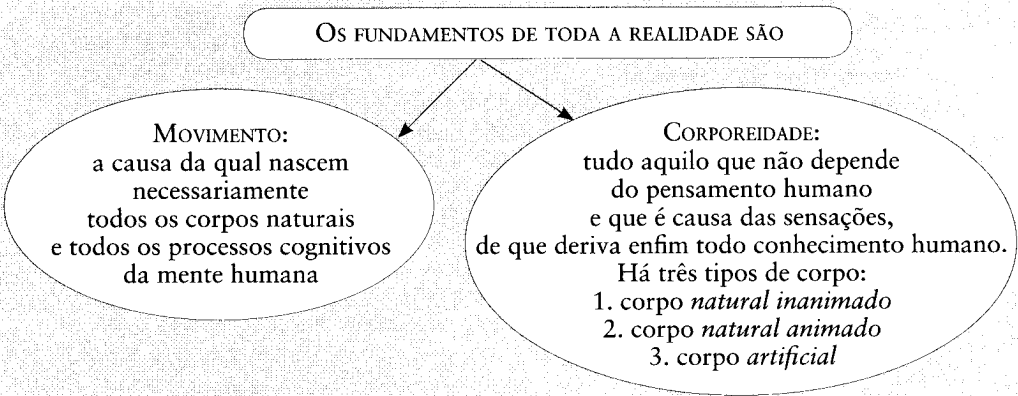 OS FUNDAMENTOS DE TODA A REALIDADE SÃO
MOVIMENTO:
a causa da qual nascem
necessariamente
todos os corpos naturais
e todos os processos cognitivos
da mente humana
CORPOREIDADE:
tudo aquilo que não depende
do pensamento humano
e que é causa das sensações,
de que deriva enfim todo conhecimento humano.
Há três tipos de corpo:
1. corpo natural inanimado
2. corpo natural animado
3. corpo artificial